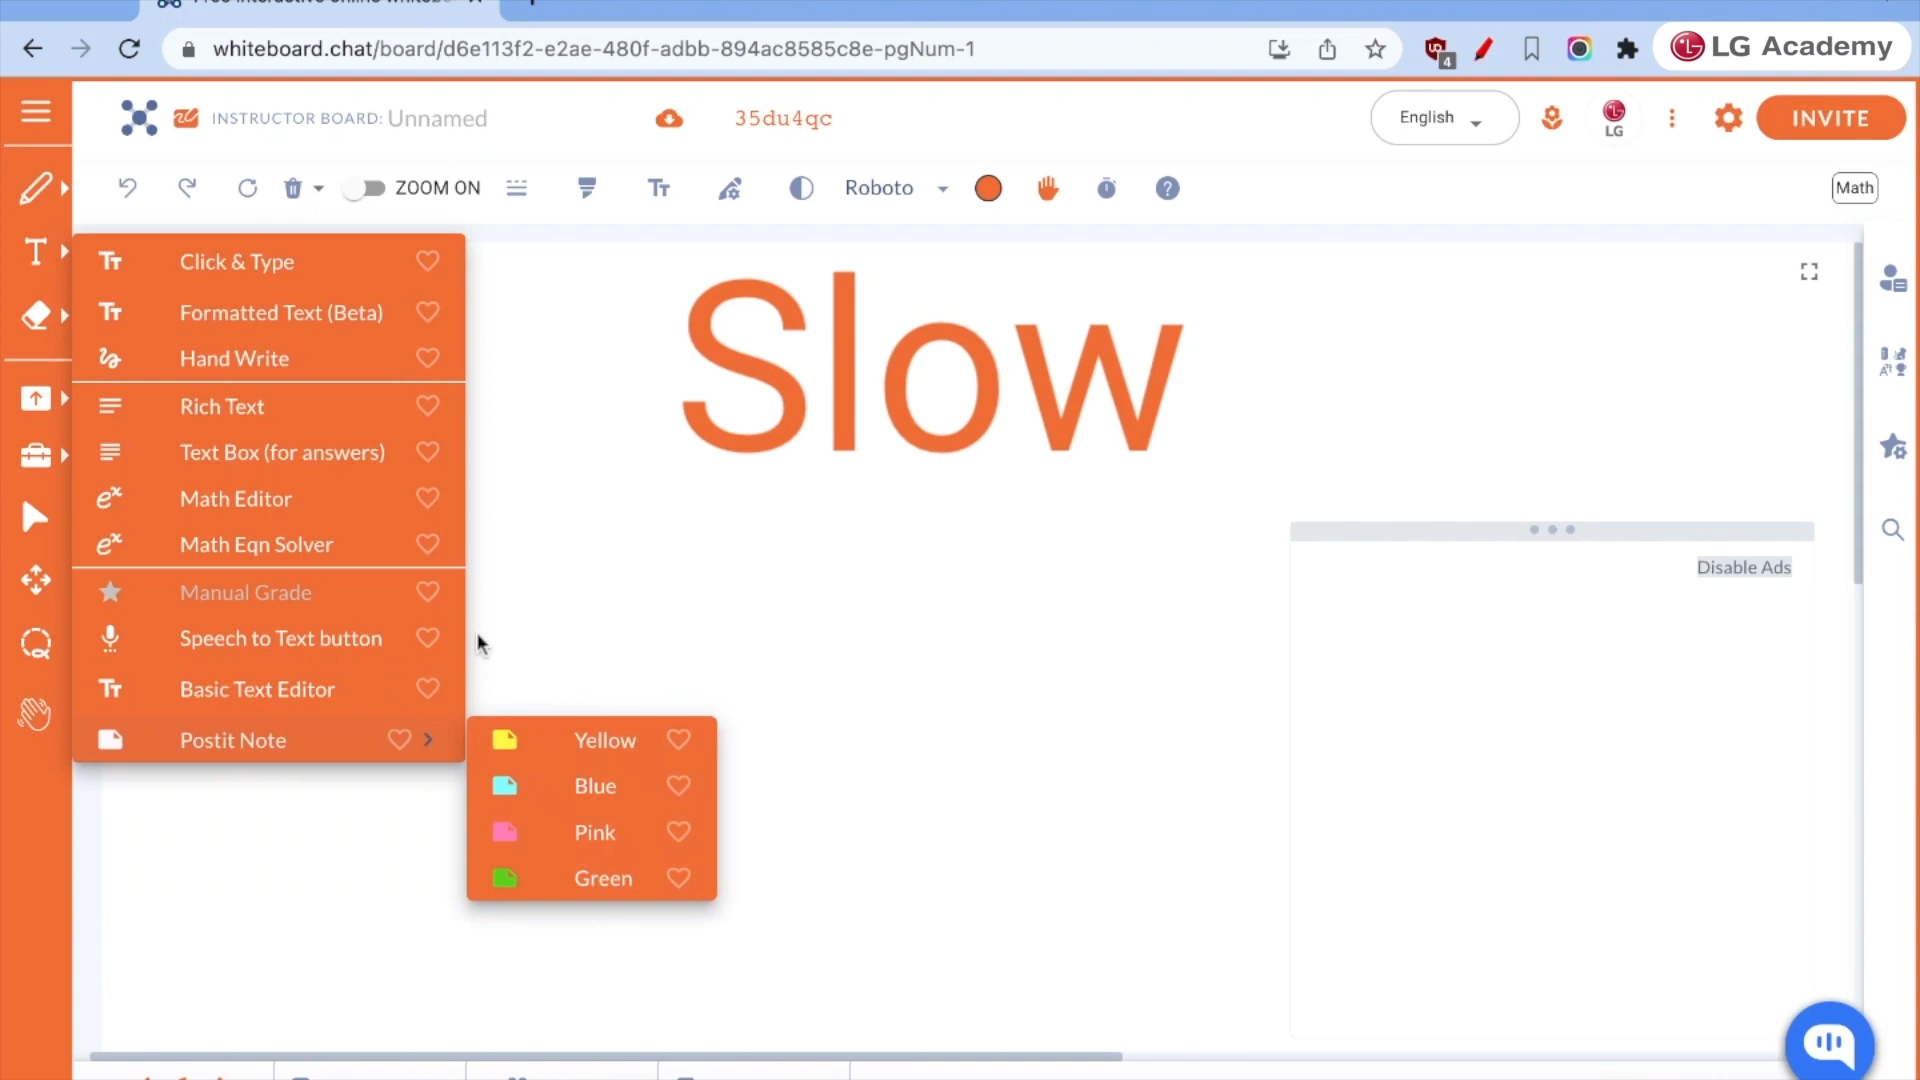 whiteboard.chat/board/d6e113f2-e2ae-480f-adbb-894ac8585c8e-pgNum-1
4
LG Academy
INSTRUCTOR BOARD: Unnamed
35du4qc
English
LG
INVITE
ZOOM ON
Roboto
Math
Click & Type
Formatted Text (Beta)
Hand Write
Rich Text
Text Box (for answers)
Math Editor
Math Eqn Solver
Manual Grade
Speech to Text button
Basic Text Editor
Postit Note
Yellow
Blue
Pink
Green
Slow
Disable Ads